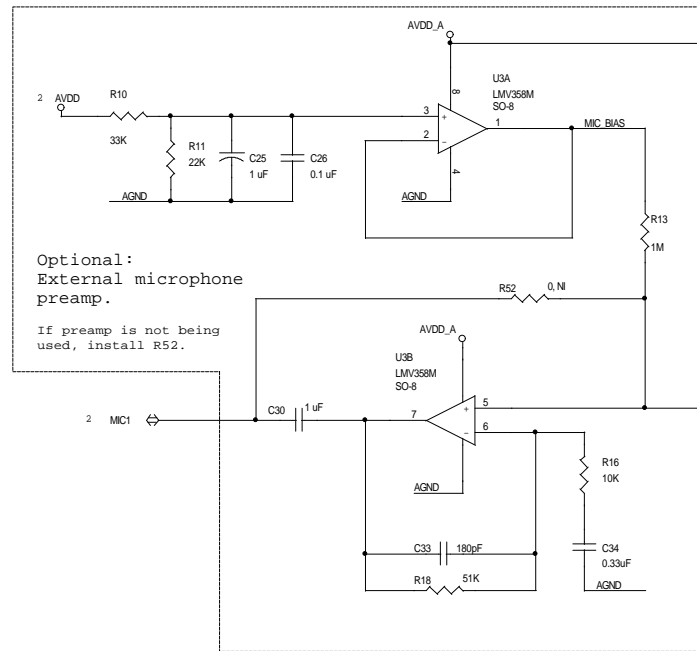 AVDD_A
R10
2 AVDD
33K
R11
22K
C25
1 uF
C26
0.1 uF
AGND
3
2
+
−
8
4
1
U3A
LMV358M
SO-8
MIC_BIAS
AGND
R13
1M
Optional:
External microphone
preamp.
If preamp is not being
used, install R52.
R52
0, NI
AVDD_A
U3B
LMV358M
SO-8
C30
1 uF
2 MIC1
7
5
6
+
−
R16
10K
AGND
C33
180pF
C34
0.33uF
R18
51K
AGND